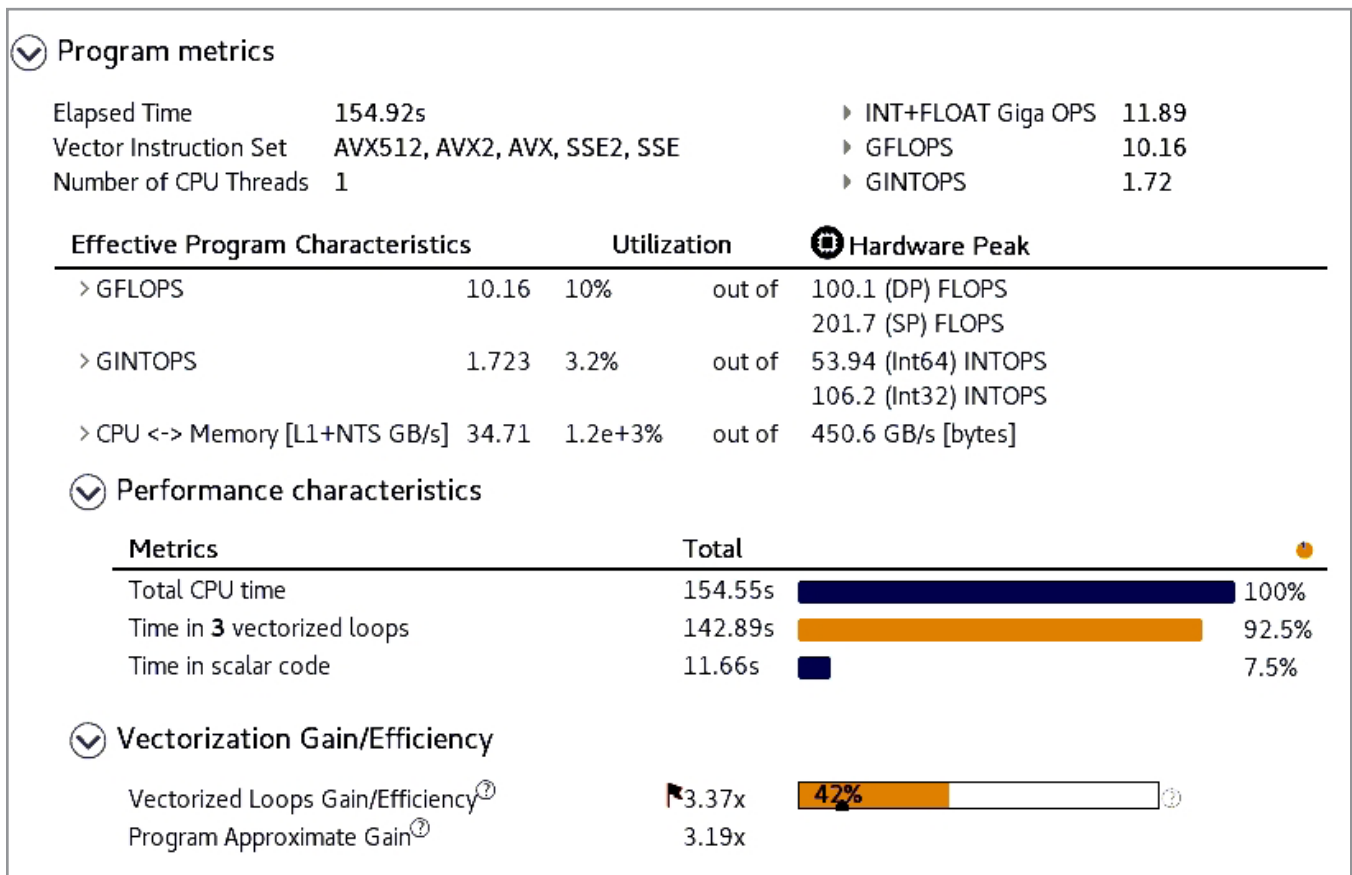 Program metrics
Elapsed Time 154.92s INT+FLOAT Giga OPS 11.89
Vector Instruction Set AVX512, AVX2, AVX, SSE2, SSE GFLOPS 10.16
Number of CPU Threads 1 GINTOPS 1.72
Effective Program Characteristics Utilization Hardware Peak
> GFLOPS 10.16 10% out of 100.1 (DP) FLOPS
201.7 (SP) FLOPS
> GINTOPS 1.723 3.2% out of 53.94 (Int64) INTOPS
106.2 (Int32) INTOPS
> CPU <-> Memory [L1+NTS GB/s] 34.71 1.2e+3% out of 450.6 GB/s [bytes]
Performance characteristics
Metrics Total 1
Total CPU time 154.55s 100%
Time in 3 vectorized loops 142.89s 92.5%
Time in scalar code 11.66s 7.5%
Vectorization Gain/Efficiency
Vectorized Loops Gain/Efficiency? 3.37x 42% ?
Program Approximate Gain? 3.19x